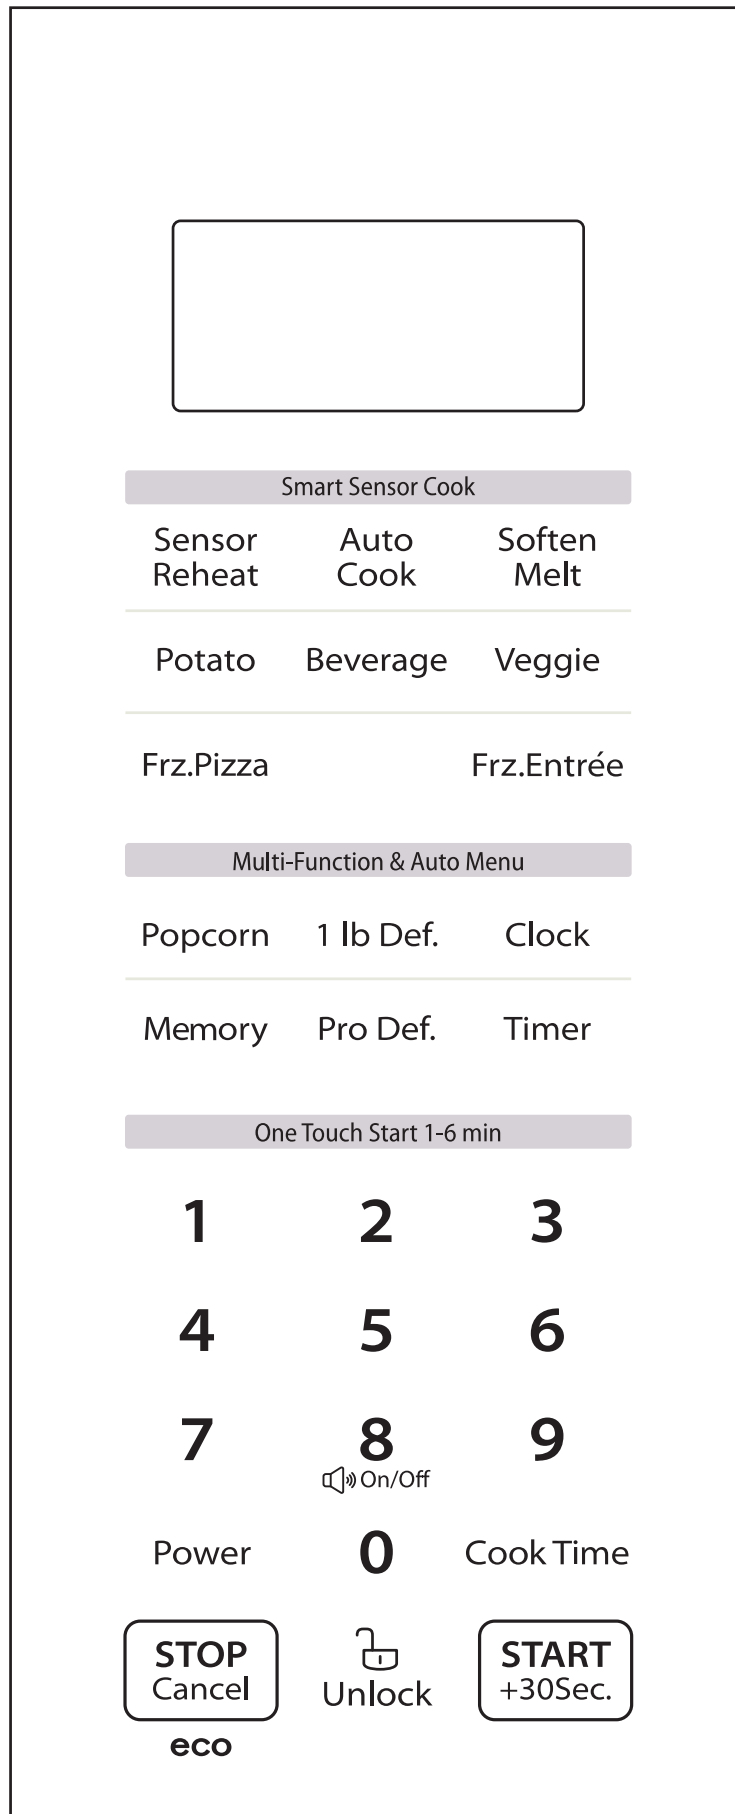 Smart Sensor Cook
Sensor Reheat
Auto Cook
Soften Melt
Potato Beverage Veggie
Frz.Pizza Frz.Entrée
Multi-Function & Auto Menu
Popcorn 1 lb Def. Clock
Memory Pro Def. Timer
One Touch Start 1-6 min
1 2 3
4 5 6
7 8 9
On/Off
Power 0 Cook Time
STOP
Cancel
Unlock
START
+30Sec.
eco